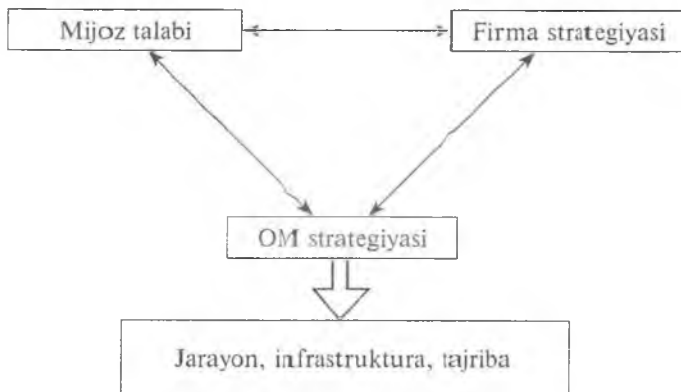 Mijoz talabi
Firma strategiyasi
OM strategiyasi
Jarayon, infrastruktura, tajriba